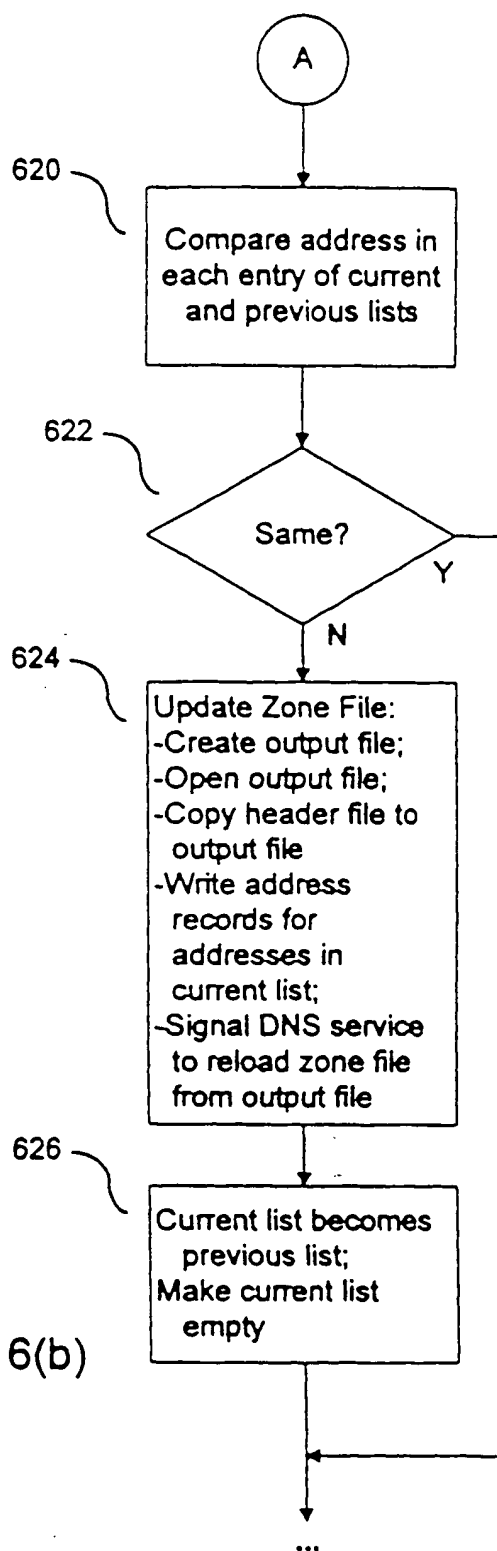 A
620
Compare address in
each entry of current
and previous lists
622
Same?
Y
N
624
Update Zone File:
-Create output file;
-Open output file;
-Copy header file to
output file
-Write address
records for
addresses in
current list;
-Signal DNS service
to reload zone file
from output file
626
Current list becomes
previous list;
Make current list
empty
6(b)
...